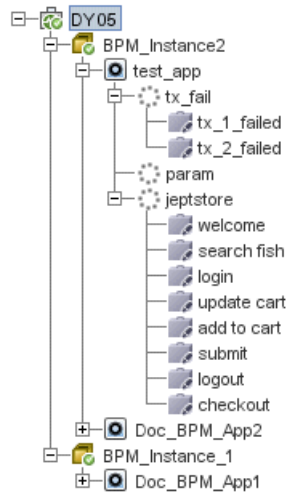 DY05
BPM_Instance2
test_app
tx_fail
tx_1_failed
tx_2_failed
param
jeptstore
welcome
search fish
login
update cart
add to cart
submit
logout
checkout
Doc_BPM_App2
BPM_Instance_1
Doc_BPM_App1